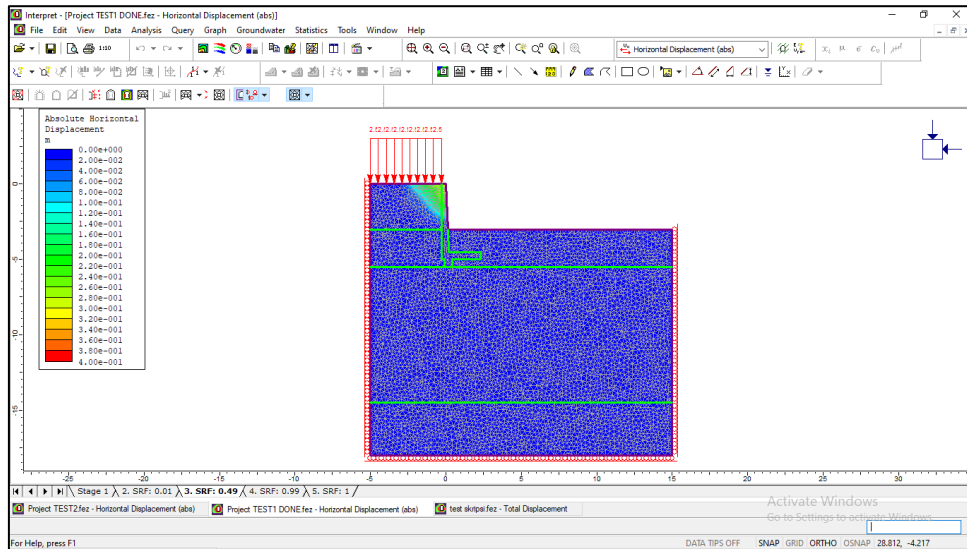 Interpret - [Project TEST1 DONE.fez - Horizontal Displacement (abs)]
File Edit View Data Analysis Query Graph Groundwater Statistics Tools Window Help
1:10
Horizontal Displacement (abs)
Absolute Horizontal
Displacement
m
0.00e+000
2.00e-002
4.00e-002
6.00e-002
8.00e-002
1.00e-001
1.20e-001
1.40e-001
1.60e-001
1.80e-001
2.00e-001
2.20e-001
2.40e-001
2.60e-001
2.80e-001
3.00e-001
3.20e-001
3.40e-001
3.60e-001
3.80e-001
4.00e-001
0
-5
-10
-15
-25 -20 -15 -10 -5 0 5 10 15 20 25 30
Stage 1 2. SRF: 0.01 3. SRF: 0.49 4. SRF: 0.99 5. SRF: 1
Project TEST2.fez - Horizontal Displacement (abs) Project TEST1 DONE.fez - Horizontal Displacement (abs) test skripsi.fez - Total Displacement
Activate Windows
Go to Settings to activate Windows.
For Help, press F1 DATA TIPS OFF SNAP GRID ORTHO OSNAP 28.812, -4.217